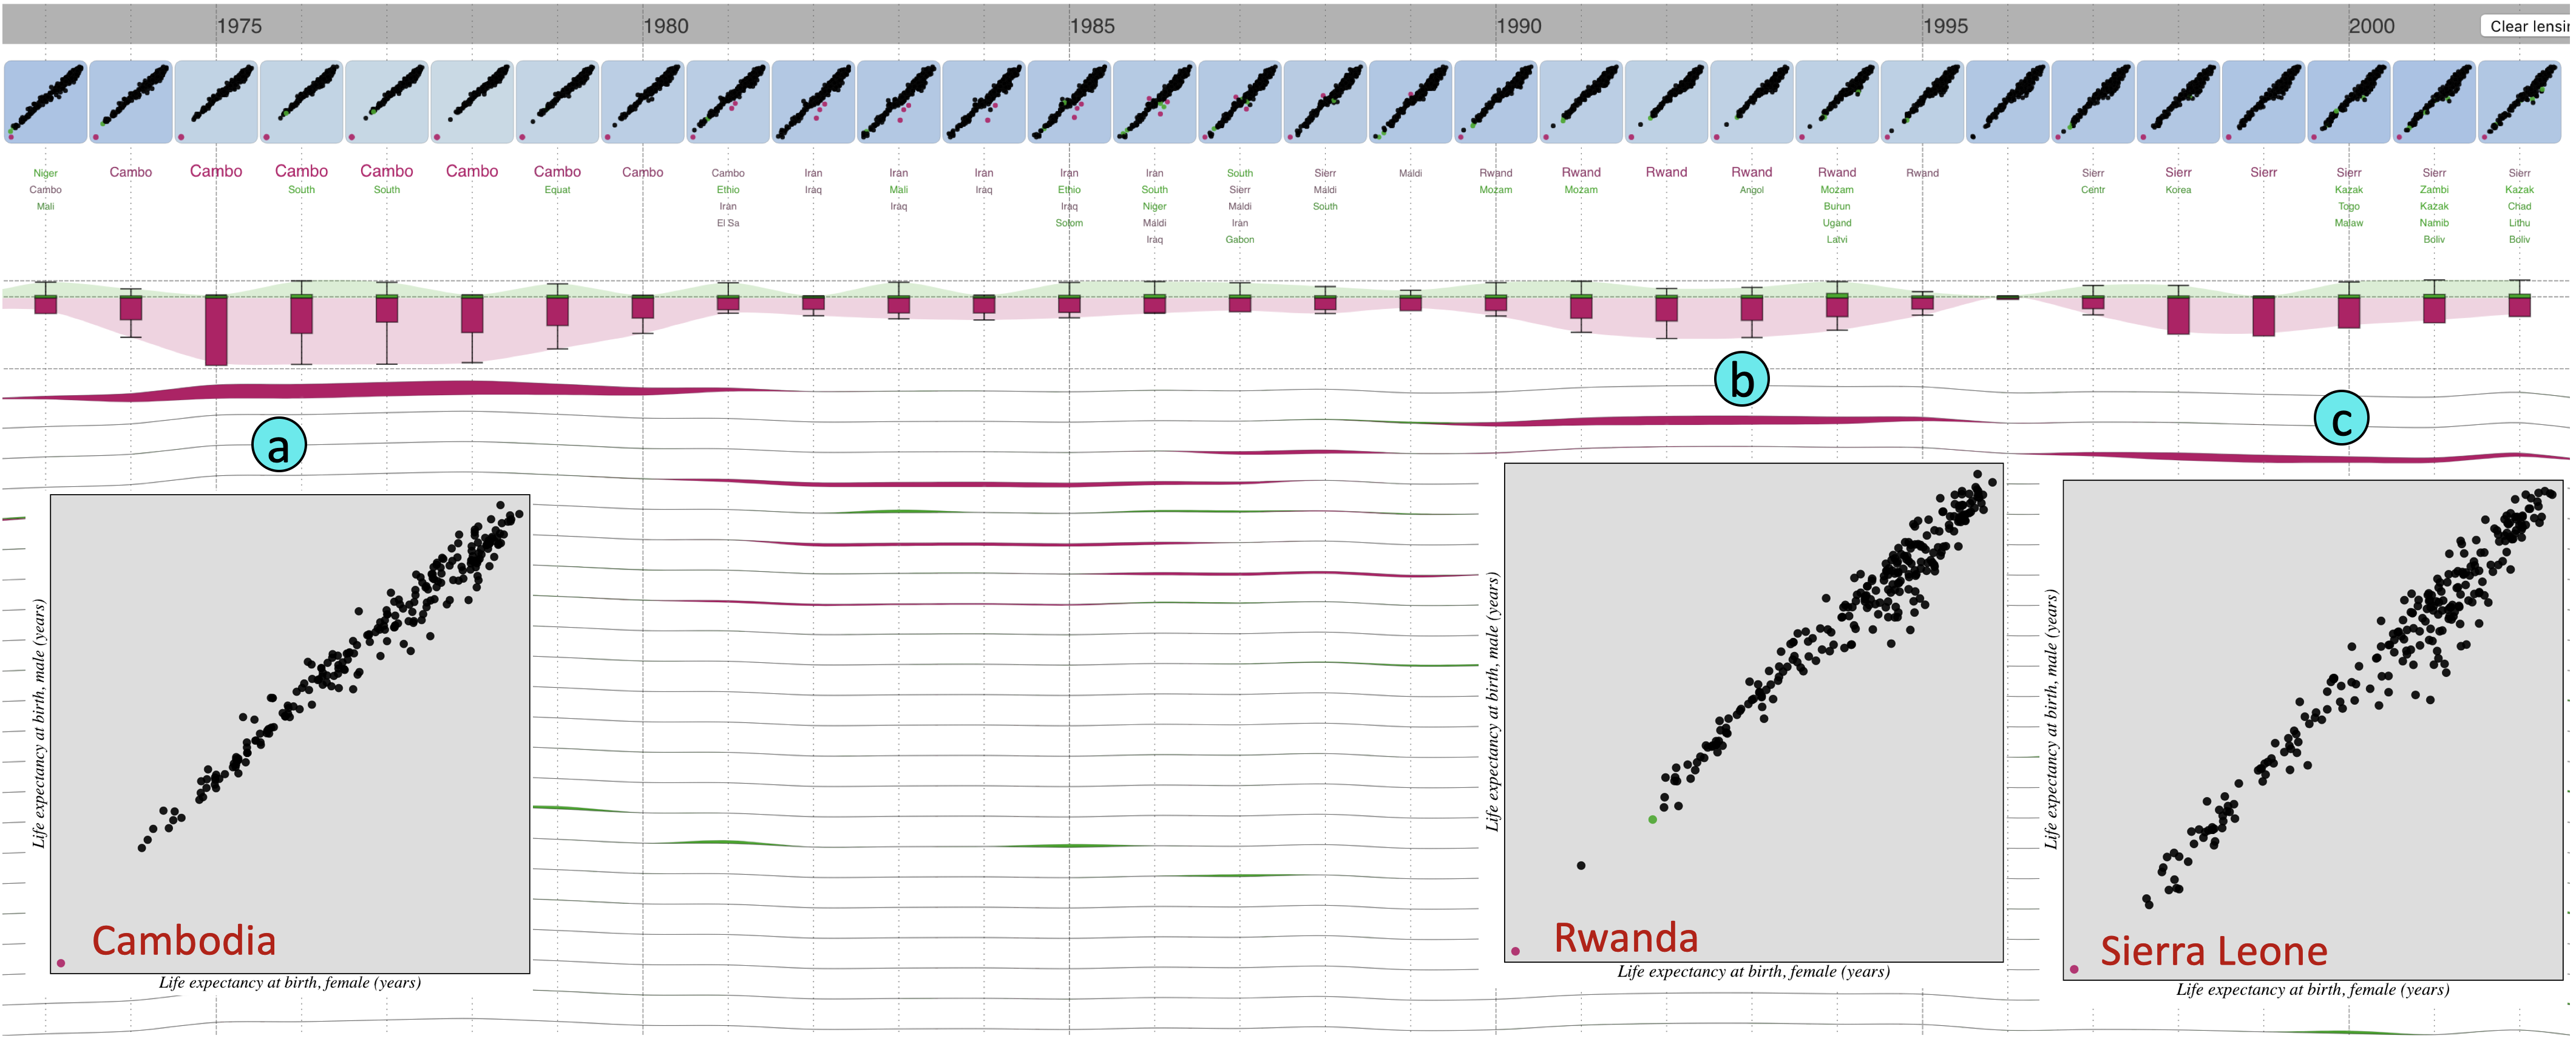 1975 1980 1985 1990 1995 2000 Clear lensin
Niger Cambo Cambo Cambo Cambo Cambo Cambo Cambo Cambo Iran Iran Iran Iran Iran South Sierr Maldi Rwand Rwand Rwand Rwand Rwand Rwand Sierr Sierr Sierr Sierr Sierr Sierr
Cambo South South Equat Ethio Iraq Mali Iraq Ethio South Sierr Maldi Mozam Mozam Angol Mozam Centr Korea Kazak Zambi Kazak
Mali Iran Iraq Iraq Niger Maldi South Burun Togo Kazak Chad
El Sa Solom Maldi Iran Ugand Malaw Namib Lithu
Iraq Gabon Latvi Boliv Boliv
a
b
c
Life expectancy at birth, male (years)
Cambodia
Life expectancy at birth, female (years)
Life expectancy at birth, male (years)
Rwanda
Life expectancy at birth, female (years)
Life expectancy at birth, male (years)
Sierra Leone
Life expectancy at birth, female (years)